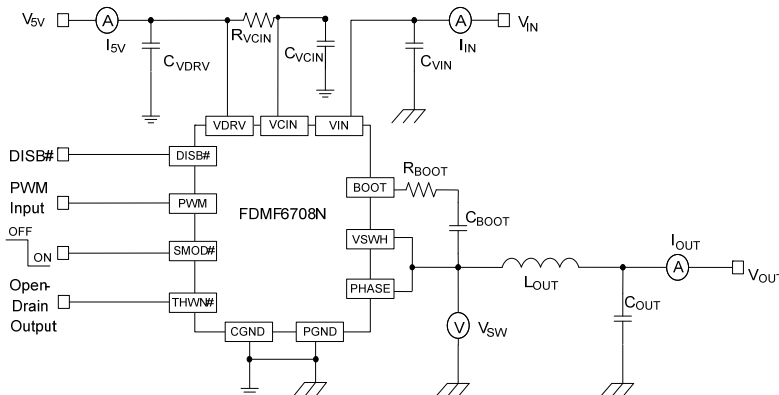 V5V
A
I5V
CVDRV
RVCIN
CVCIN
CVIN
A
IIN
VIN
VDRV
VCIN
VIN
DISB#
DISB#
PWM
Input
PWM
FDMF6708N
BOOT
RBOOT
CBOOT
OFF
ON
SMOD#
VSWH
Open-
Drain
Output
THWN#
PHASE
LOUT
IOUT
A
VOUT
COUT
V
VSW
CGND
PGND